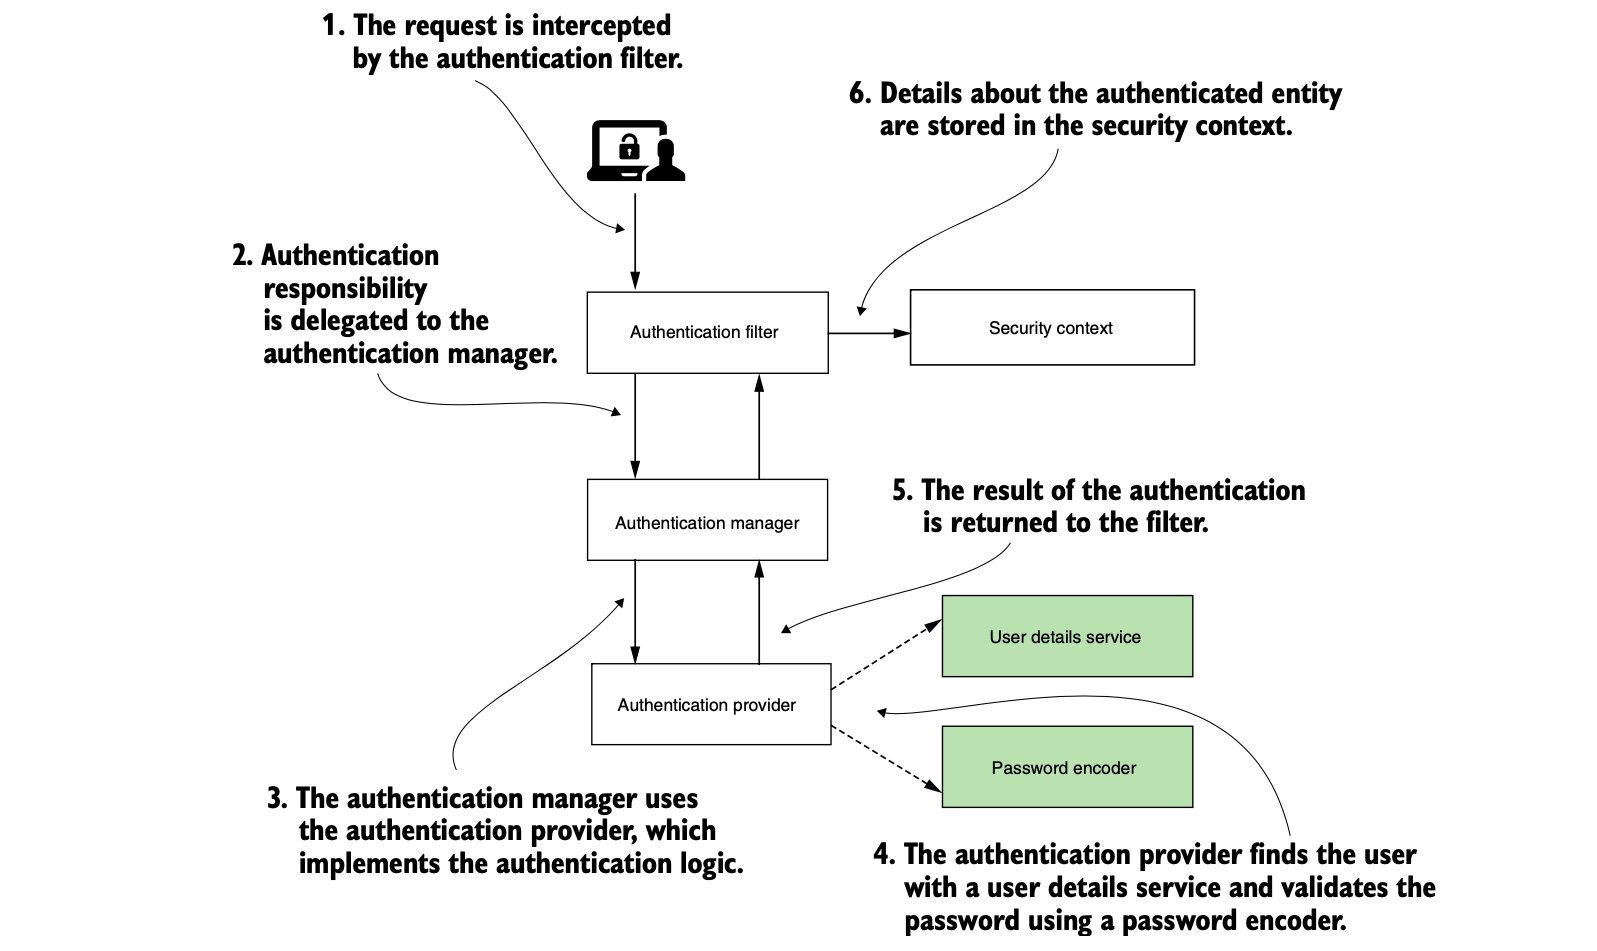 1. The request is intercepted
by the authentication filter.
6. Details about the authenticated entity
are stored in the security context.
2. Authentication
responsibility
is delegated to the
authentication manager.
Authentication filter
Security context
Authentication manager
5. The result of the authentication
is returned to the filter.
User details service
Authentication provider
Password encoder
3. The authentication manager uses
the authentication provider, which
implements the authentication logic.
4. The authentication provider finds the user
with a user details service and validates the
password using a password encoder.